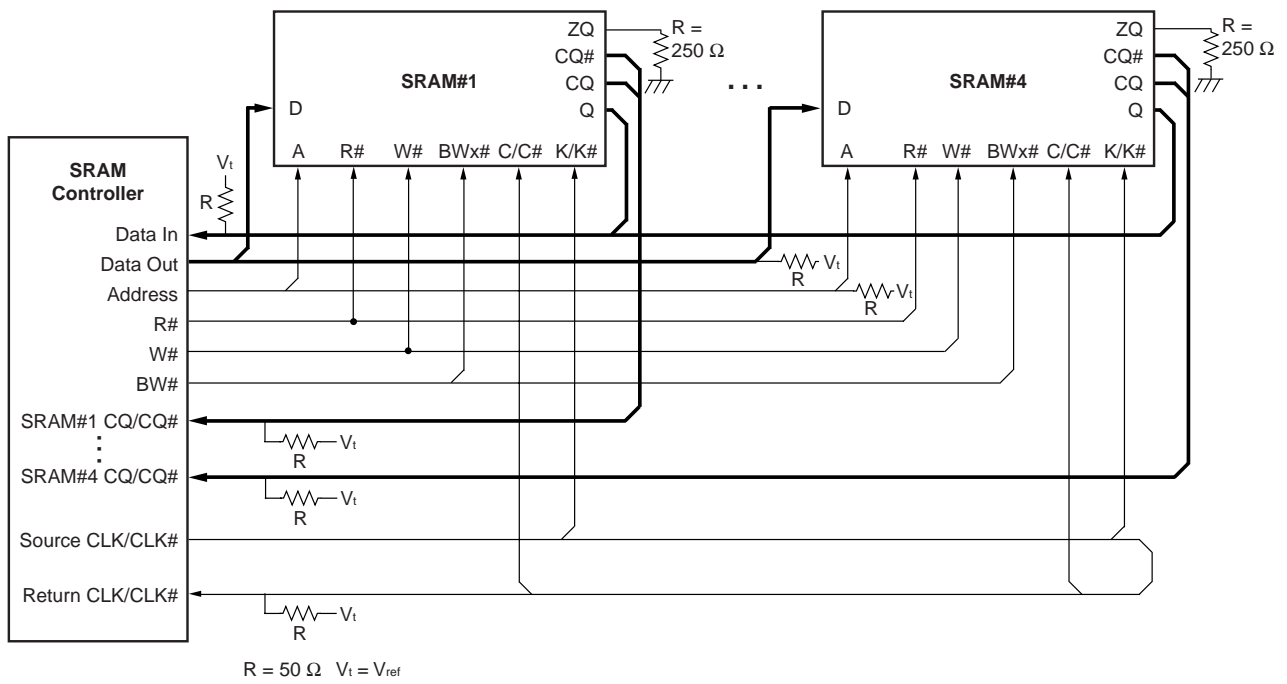 SRAM#1
ZQ
CQ#
CQ
Q
D
A R# W# BWx# C/C# K/K#
R =
250 Ω
...
SRAM#4
ZQ
CQ#
CQ
Q
D
A R# W# BWx# C/C# K/K#
R =
250 Ω
SRAM
Controller
Vt
R
Data In
Data Out
Vt
R
Address
Vt
R
R#
W#
BW#
SRAM#1 CQ/CQ#
Vt
R
SRAM#4 CQ/CQ#
Vt
R
Source CLK/CLK#
Return CLK/CLK#
Vt
R
R = 50 Ω Vt = Vref